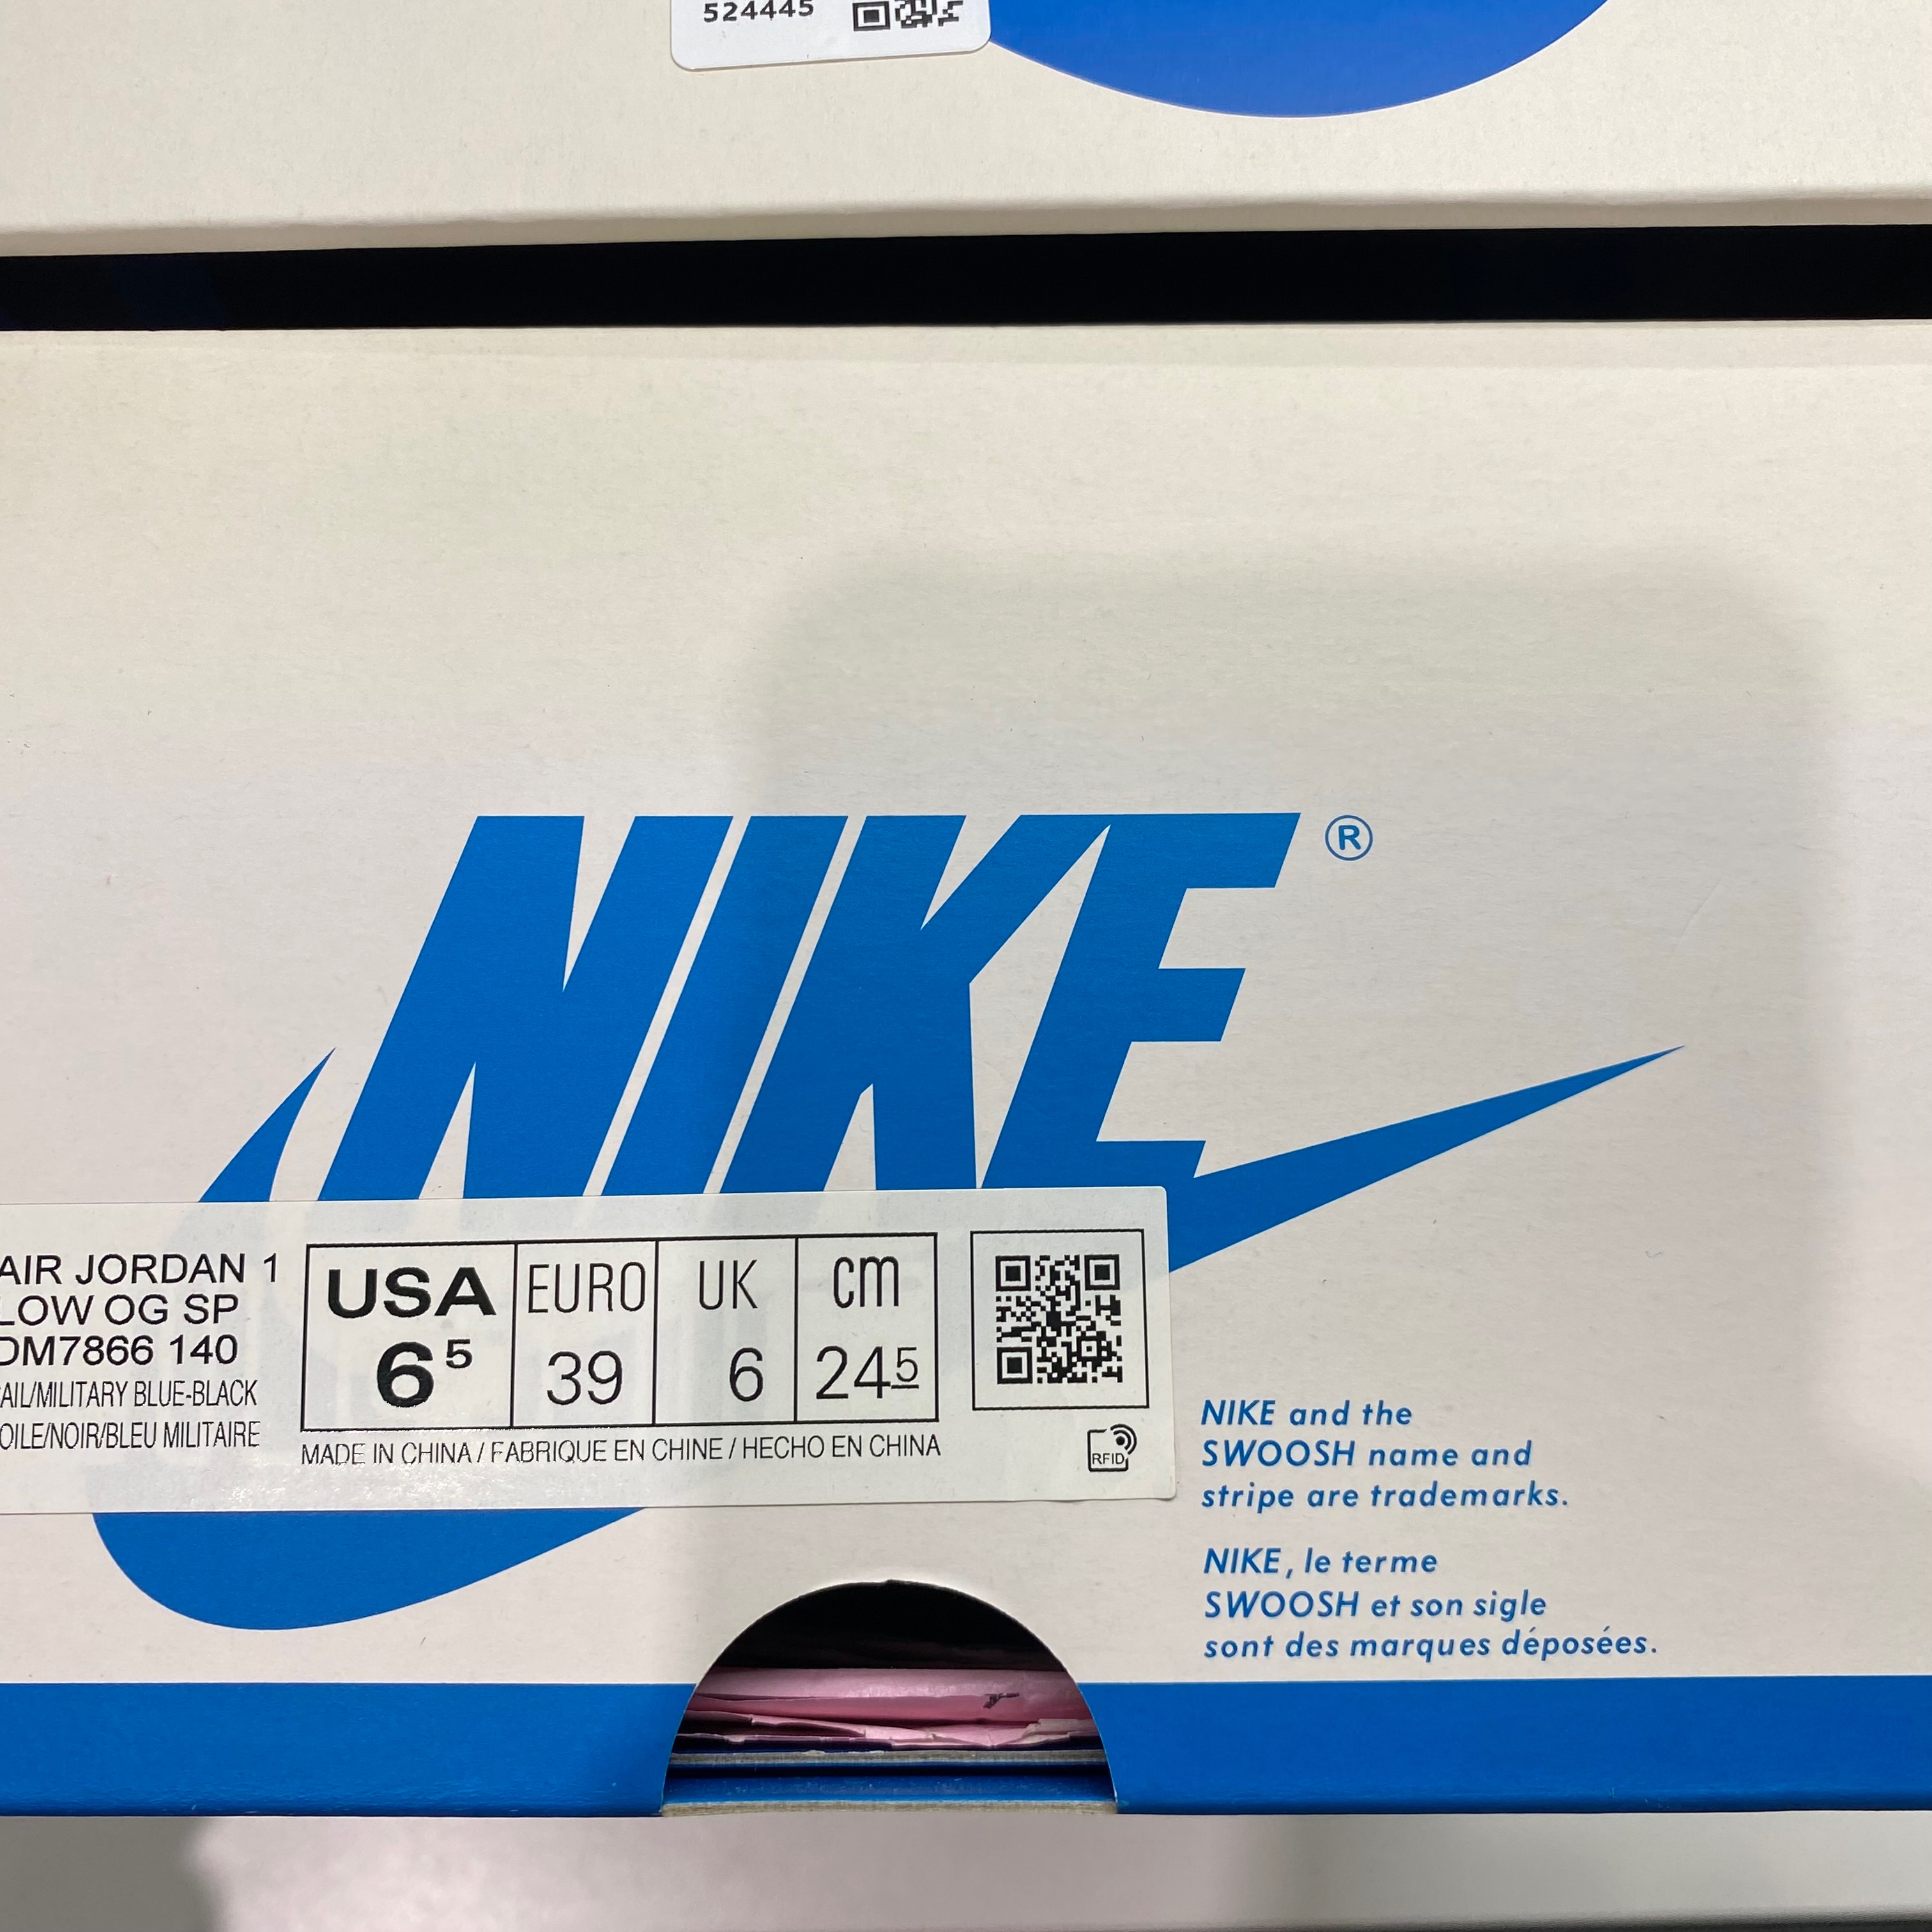 524445
NIKE®
AIR JORDAN 1
LOW OG SP
DM7866 140
AIL/MILITARY BLUE-BLACK
OILE/NOIR/BLEU MILITAIRE
USA EURO UK cm
6⁵ 39 6 24⁵
MADE IN CHINA / FABRIQUE EN CHINE / HECHO EN CHINA
RFID
NIKE and the
SWOOSH name and
stripe are trademarks.
NIKE, le terme
SWOOSH et son sigle
sont des marques déposées.